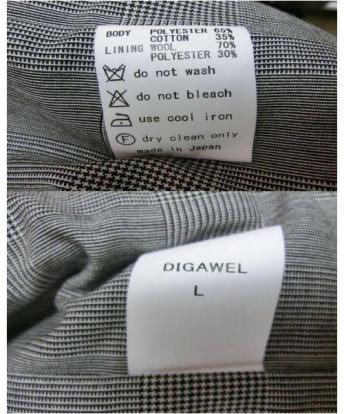 BODY POLYESTER 65%
COTTON 35%
LINING WOOL 70%
POLYESTER 30%
do not wash
do not bleach
use cool iron
F dry clean only
made in Japan
DIGAWEL
L